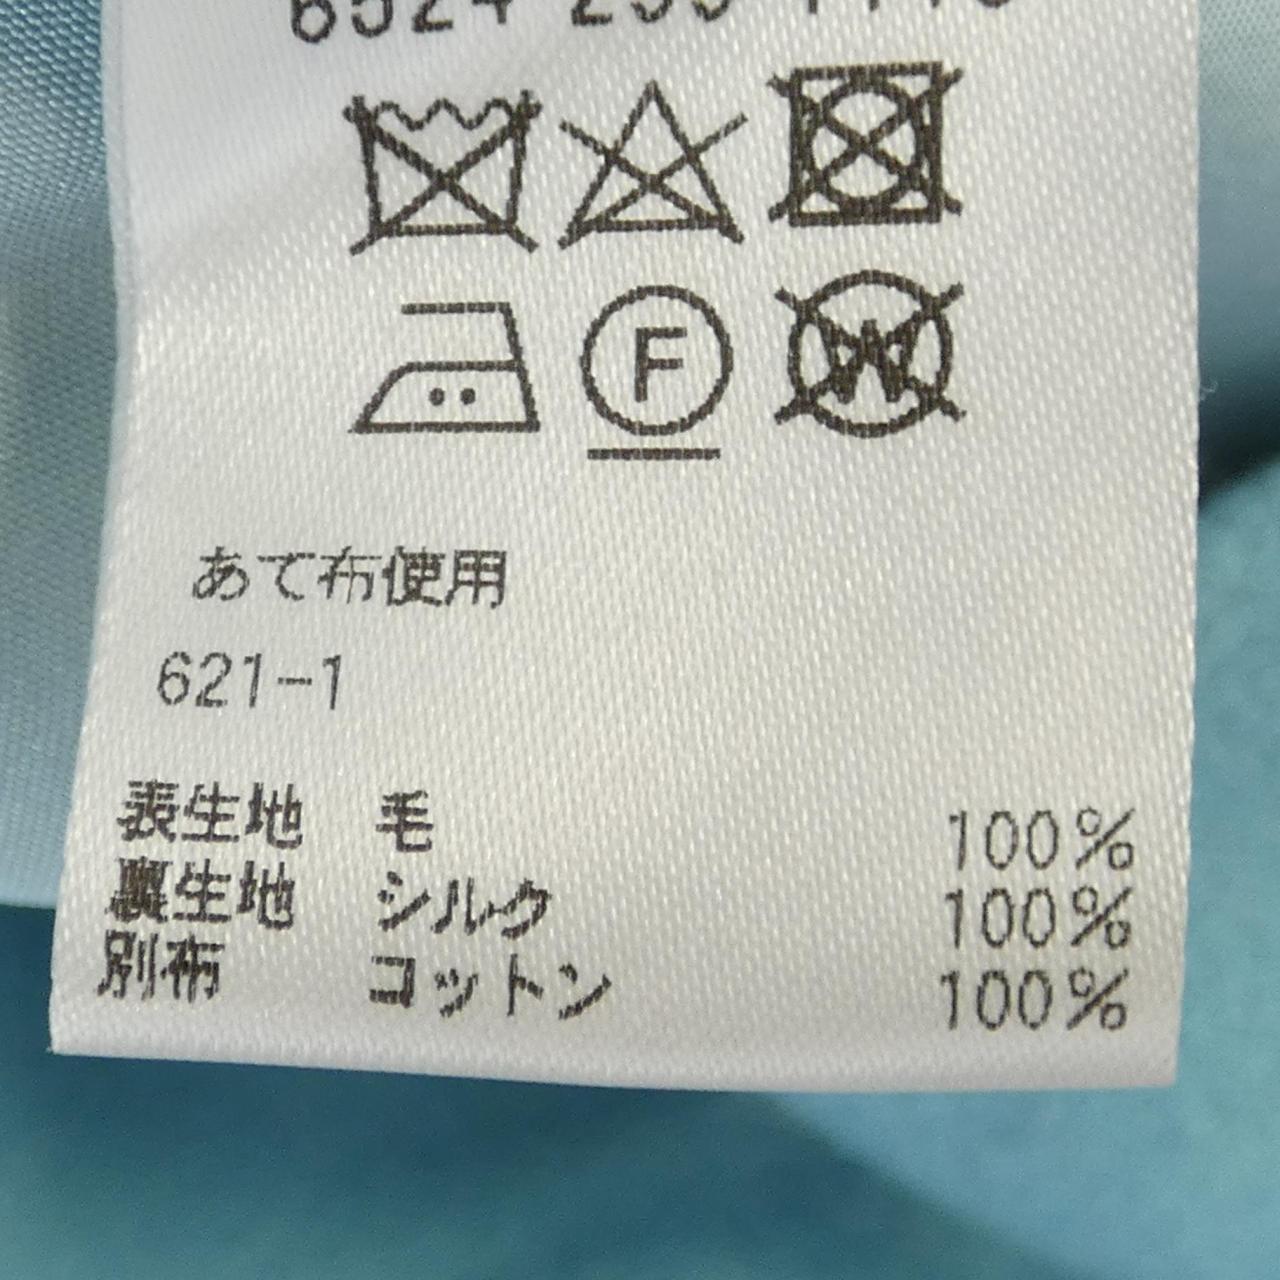 F
W
あて布使用
621-1
表生地 毛 100%
裏生地 シルク 100%
別布 コットン 100%